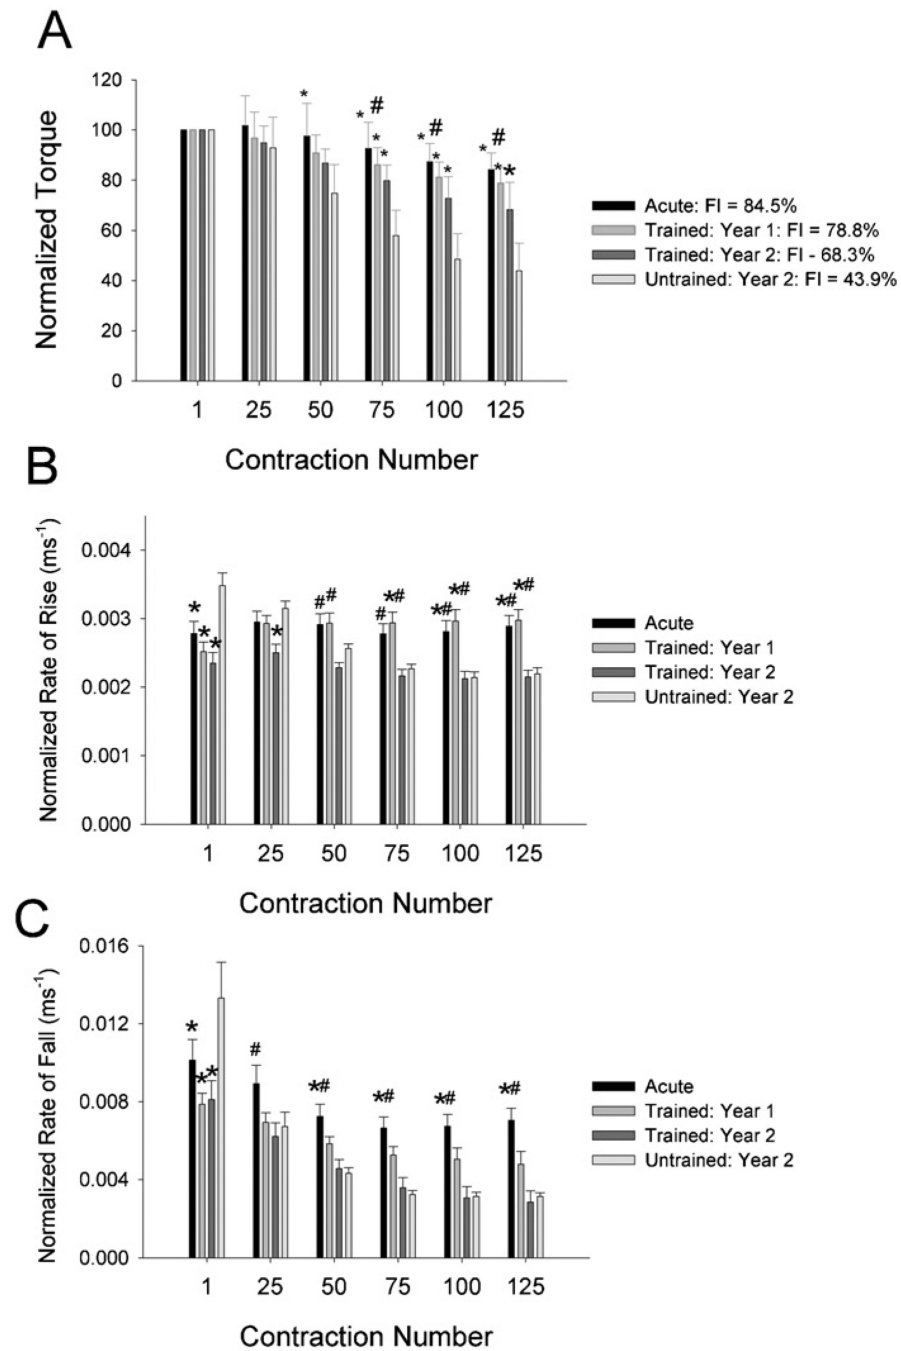 A
Normalized Torque
120
100
80
60
40
20
0
* * * * * * * * * *
# # #
1 25 50 75 100 125
Contraction Number
Acute: FI = 84.5%
Trained: Year 1: FI = 78.8%
Trained: Year 2: FI - 68.3%
Untrained: Year 2: FI = 43.9%
B
Normalized Rate of Rise (ms-1)
0.004
0.003
0.002
0.001
0.000
* * * * # # # *# *# *# *# *#
1 25 50 75 100 125
Contraction Number
Acute
Trained: Year 1
Trained: Year 2
Untrained: Year 2
C
Normalized Rate of Fall (ms-1)
0.016
0.012
0.008
0.004
0.000
* * * # *# *# *# *#
1 25 50 75 100 125
Contraction Number
Acute
Trained: Year 1
Trained: Year 2
Untrained: Year 2